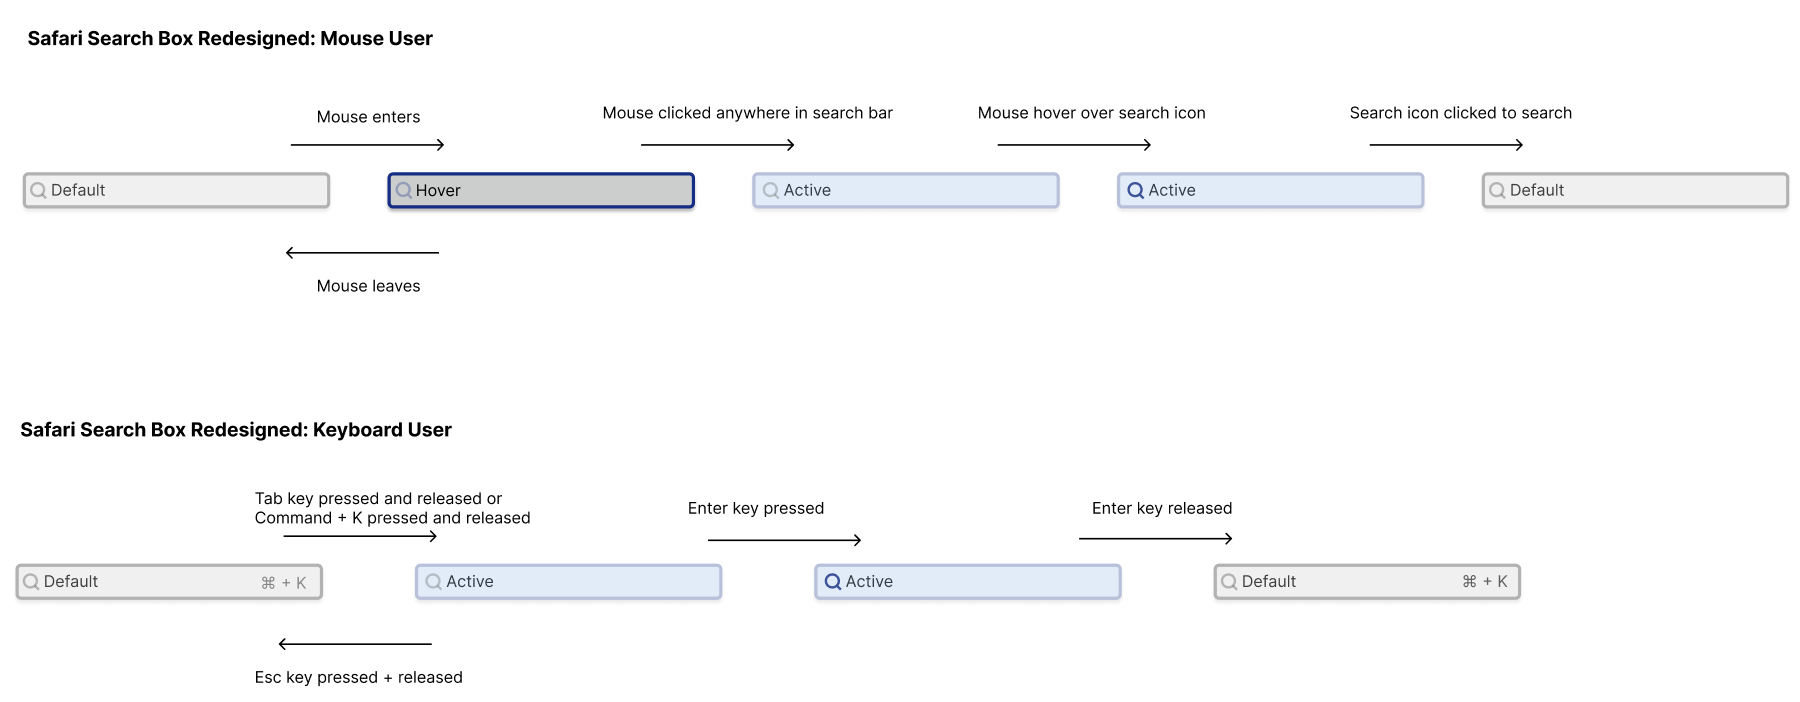 Safari Search Box Redesigned: Mouse User
Mouse enters
Mouse clicked anywhere in search bar
Mouse hover over search icon
Search icon clicked to search
Default
Hover
Active
Active
Default
Mouse leaves
Safari Search Box Redesigned: Keyboard User
Tab key pressed and released or
Command + K pressed and released
Enter key pressed
Enter key released
Default ⌘ + K
Active
Active
Default ⌘ + K
Esc key pressed + released